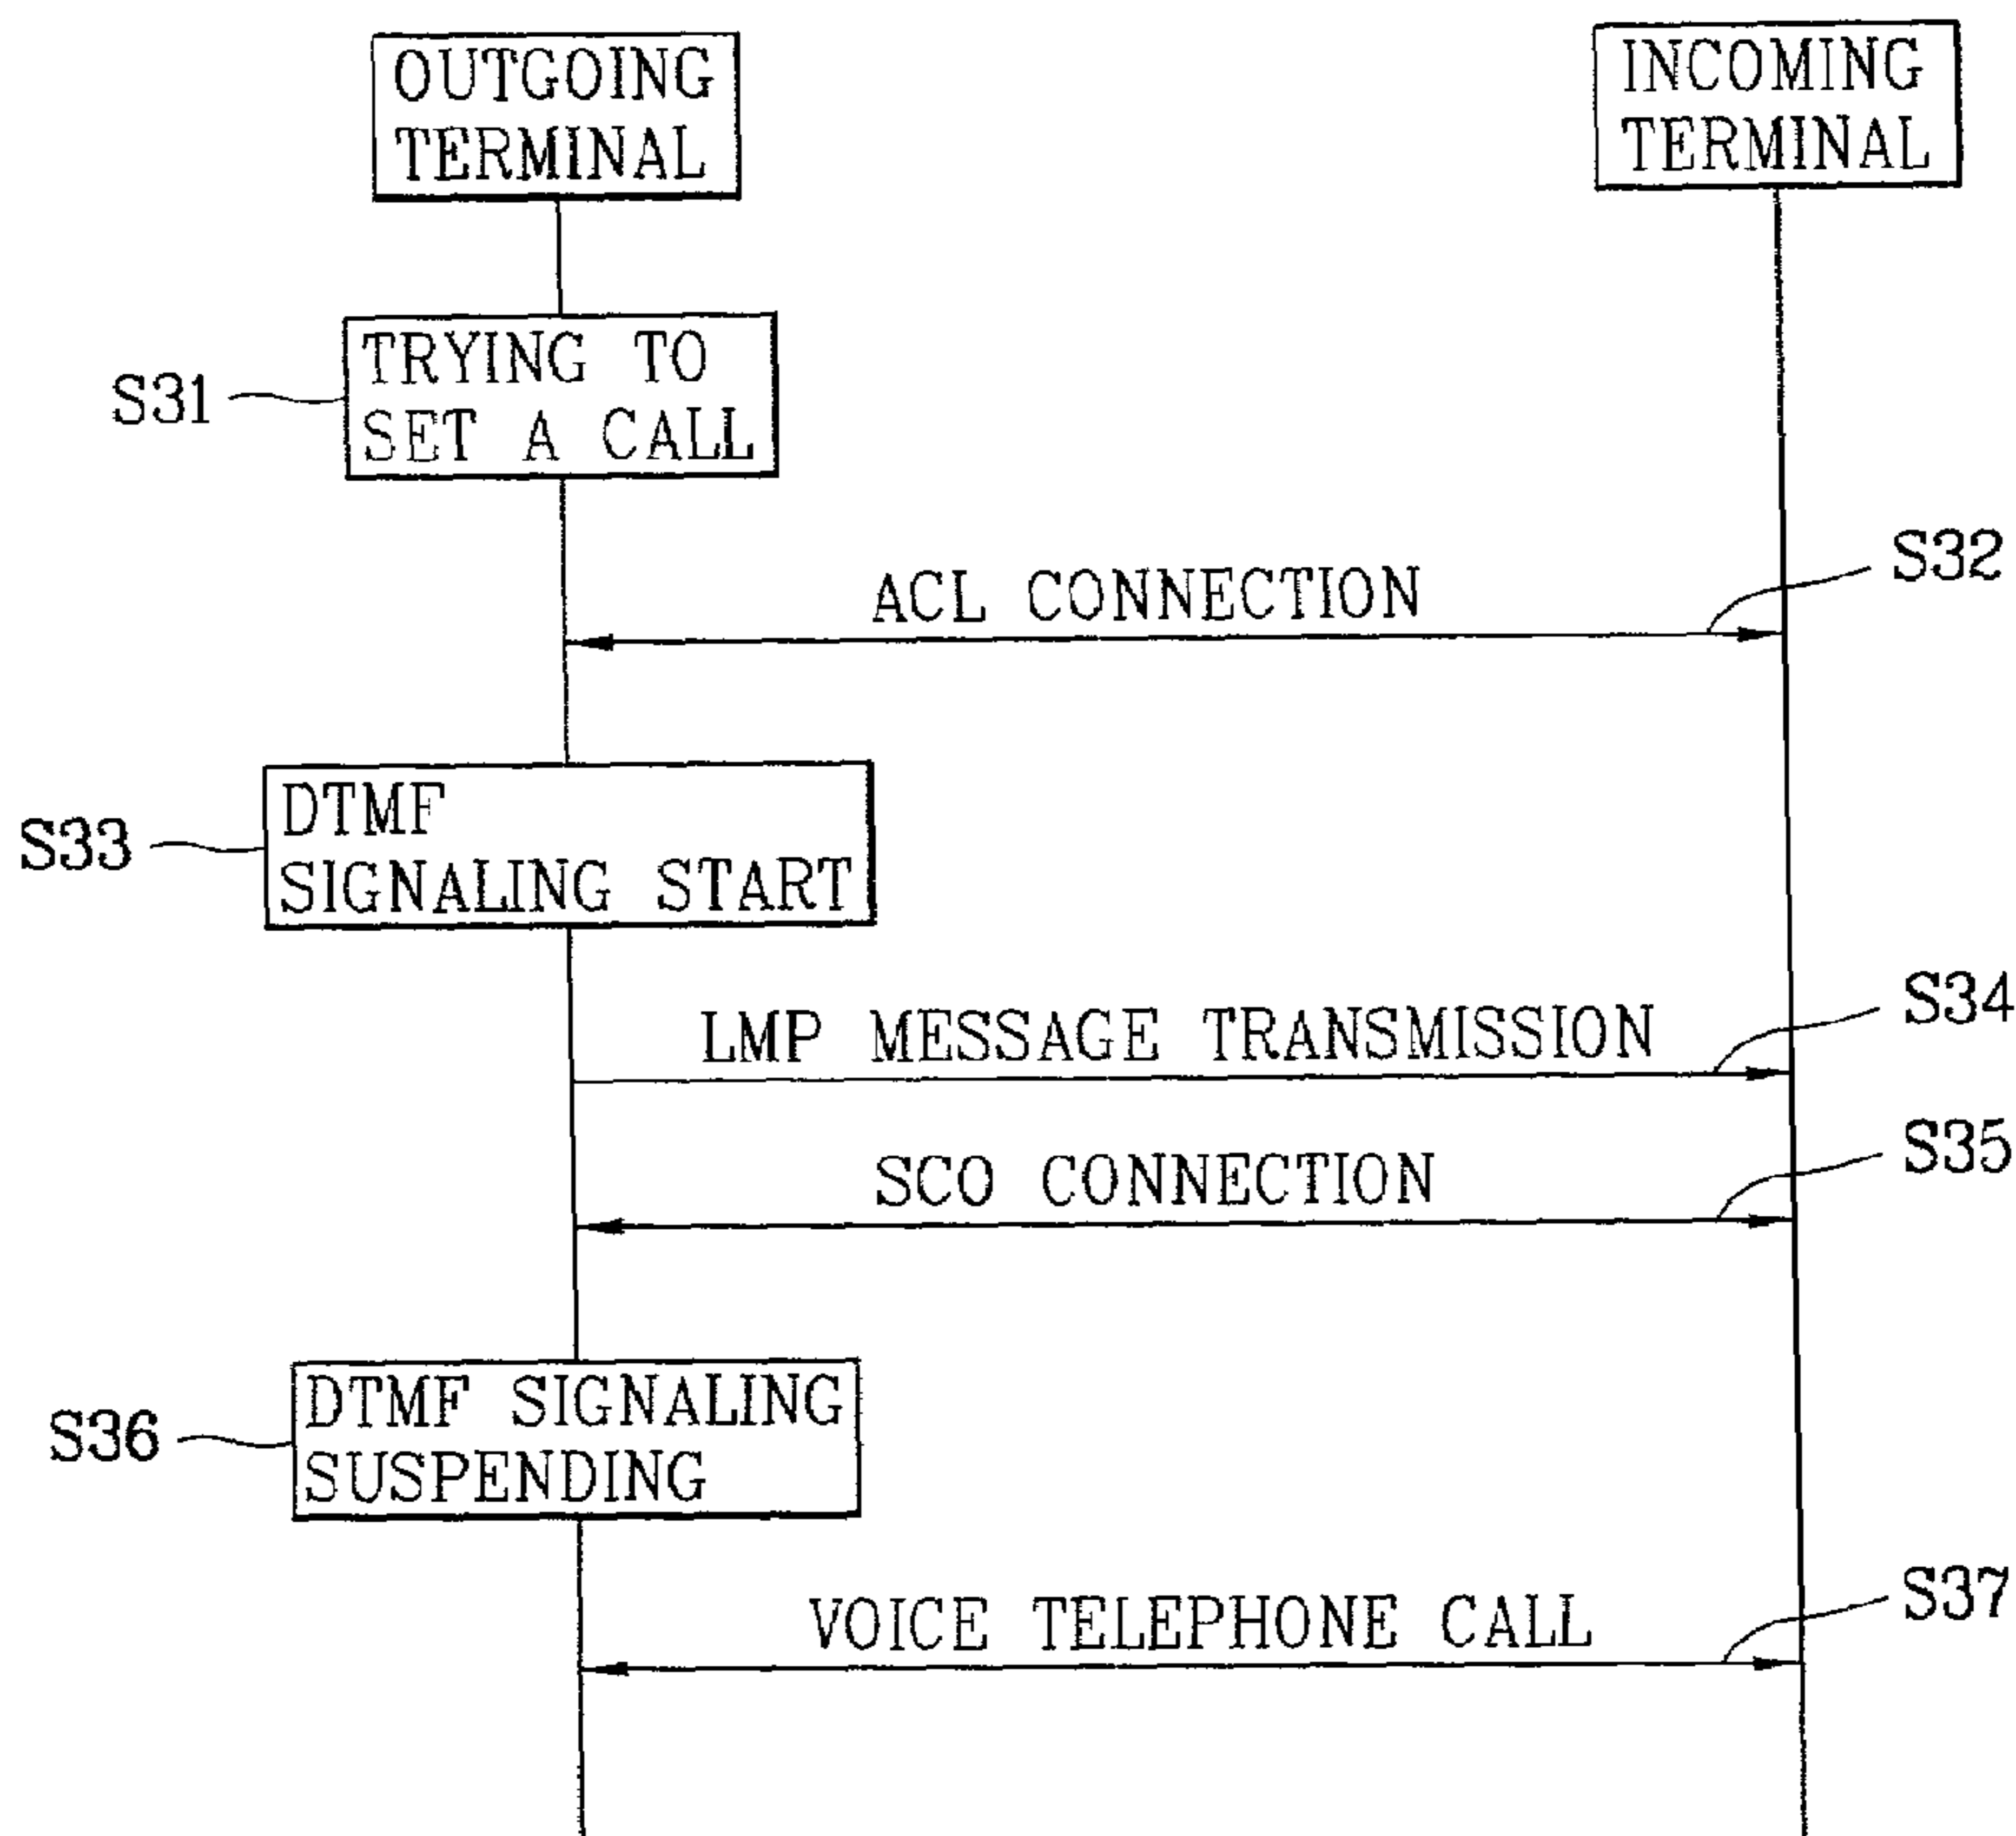 OUTGOING
TERMINAL
INCOMING
TERMINAL
S31
TRYING TO
SET A CALL
S32
ACL CONNECTION
S33
DTMF
SIGNALING START
S34
LMP MESSAGE TRANSMISSION
S35
SCO CONNECTION
S36
DTMF SIGNALING
SUSPENDING
S37
VOICE TELEPHONE CALL